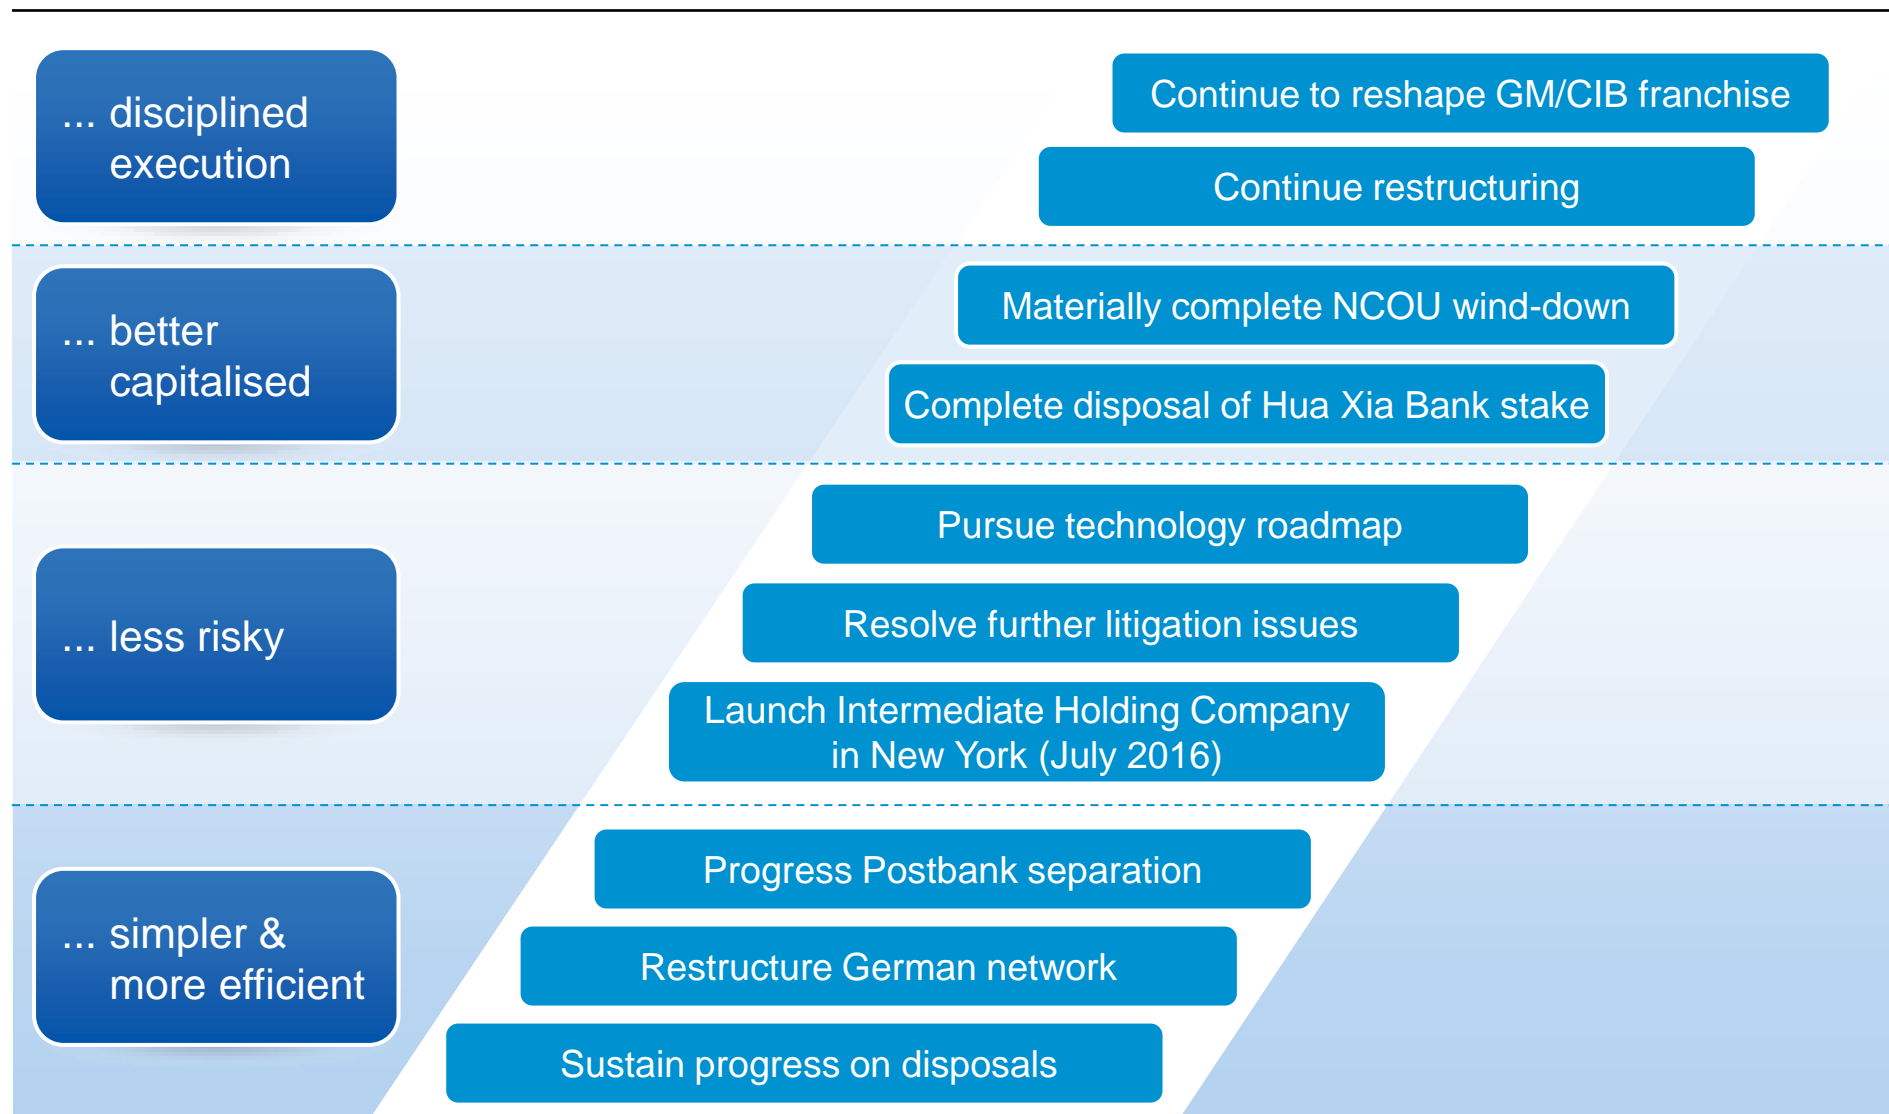 ... disciplined
execution
Continue to reshape GM/CIB franchise
Continue restructuring
... better
capitalised
Materially complete NCOU wind-down
Complete disposal of Hua Xia Bank stake
... less risky
Pursue technology roadmap
Resolve further litigation issues
Launch Intermediate Holding Company
in New York (July 2016)
... simpler &
more efficient
Progress Postbank separation
Restructure German network
Sustain progress on disposals